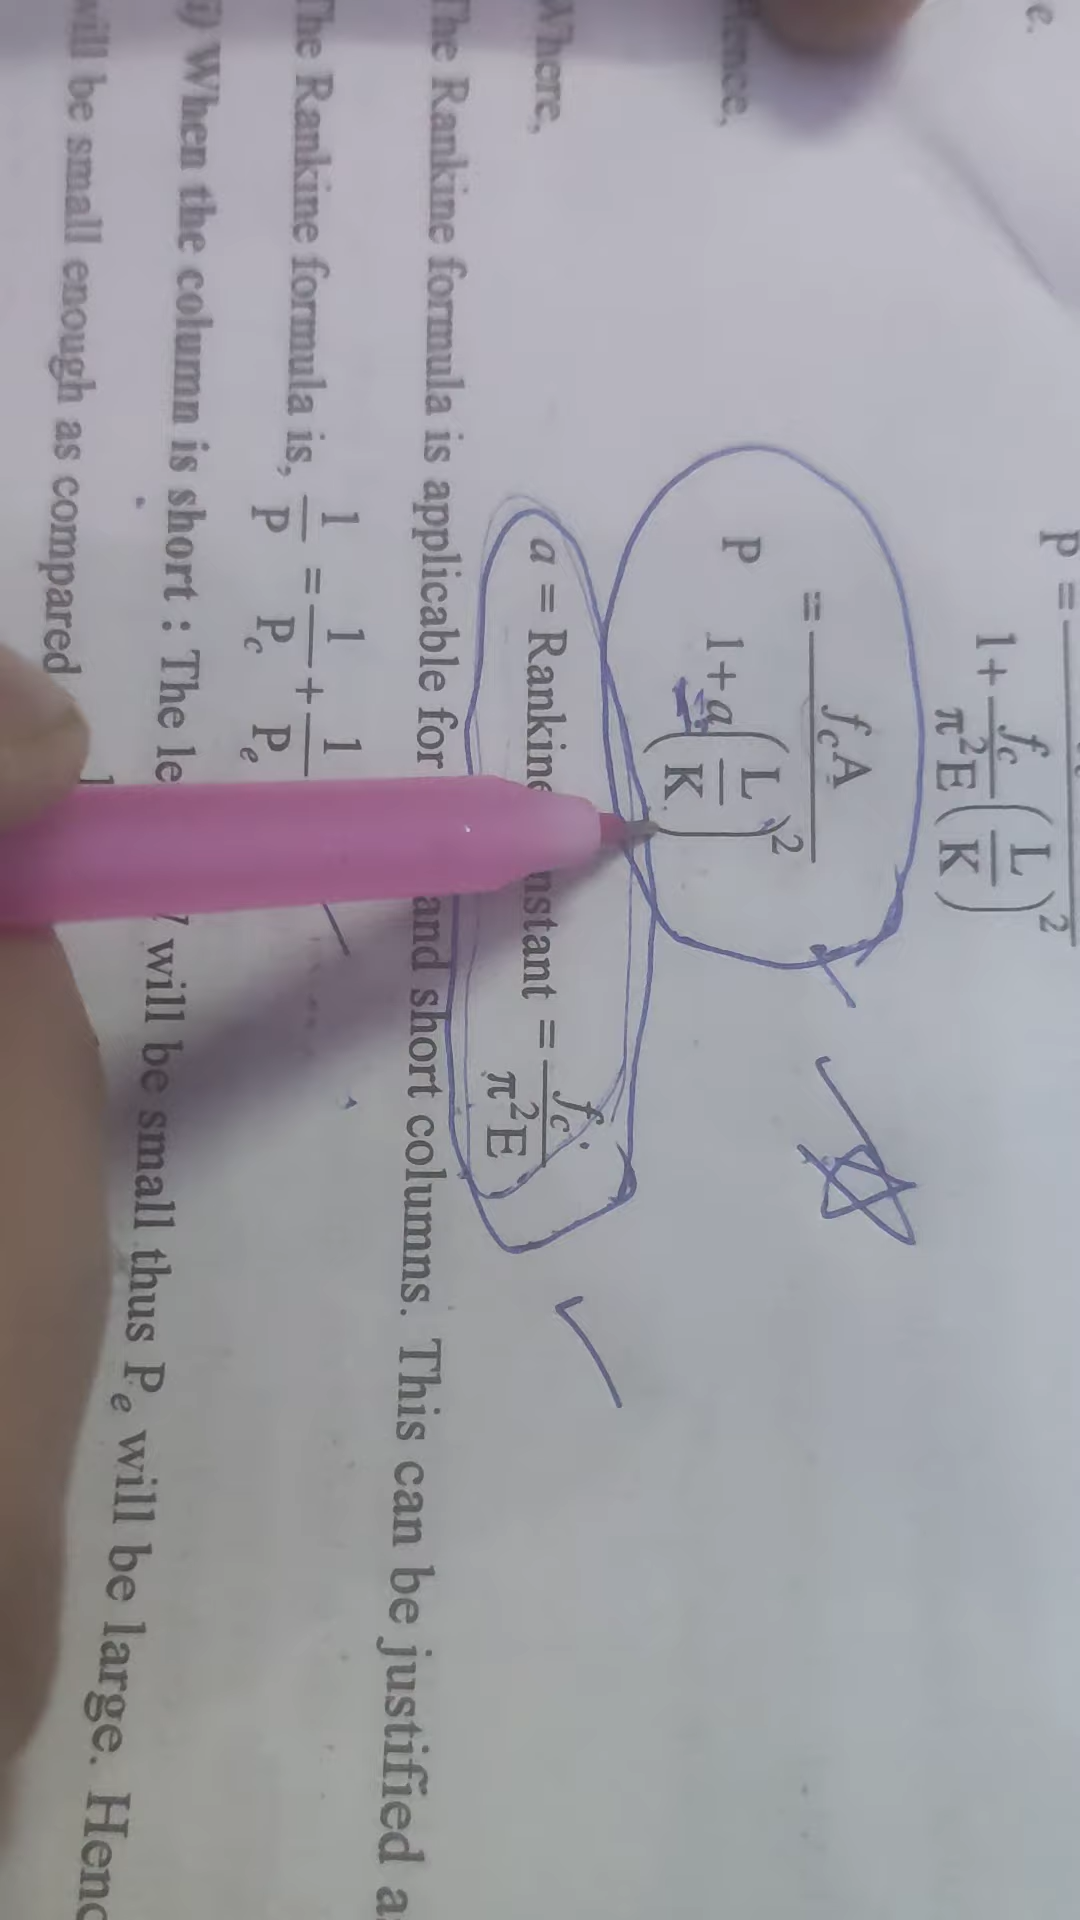 e.
P =
1+ f_c/π²E (L/K)²
Hence,
P = f_cA / 1+a(L/K)²
Where,
a = Rankine nstant = f_c/π²E
The Rankine formula is applicable for and short columns. This can be justified a
The Rankine formula is, 1/P = 1/P_c + 1/P_e
i) When the column is short : The le will be small thus P_e will be large. Henc
will be small enough as compared